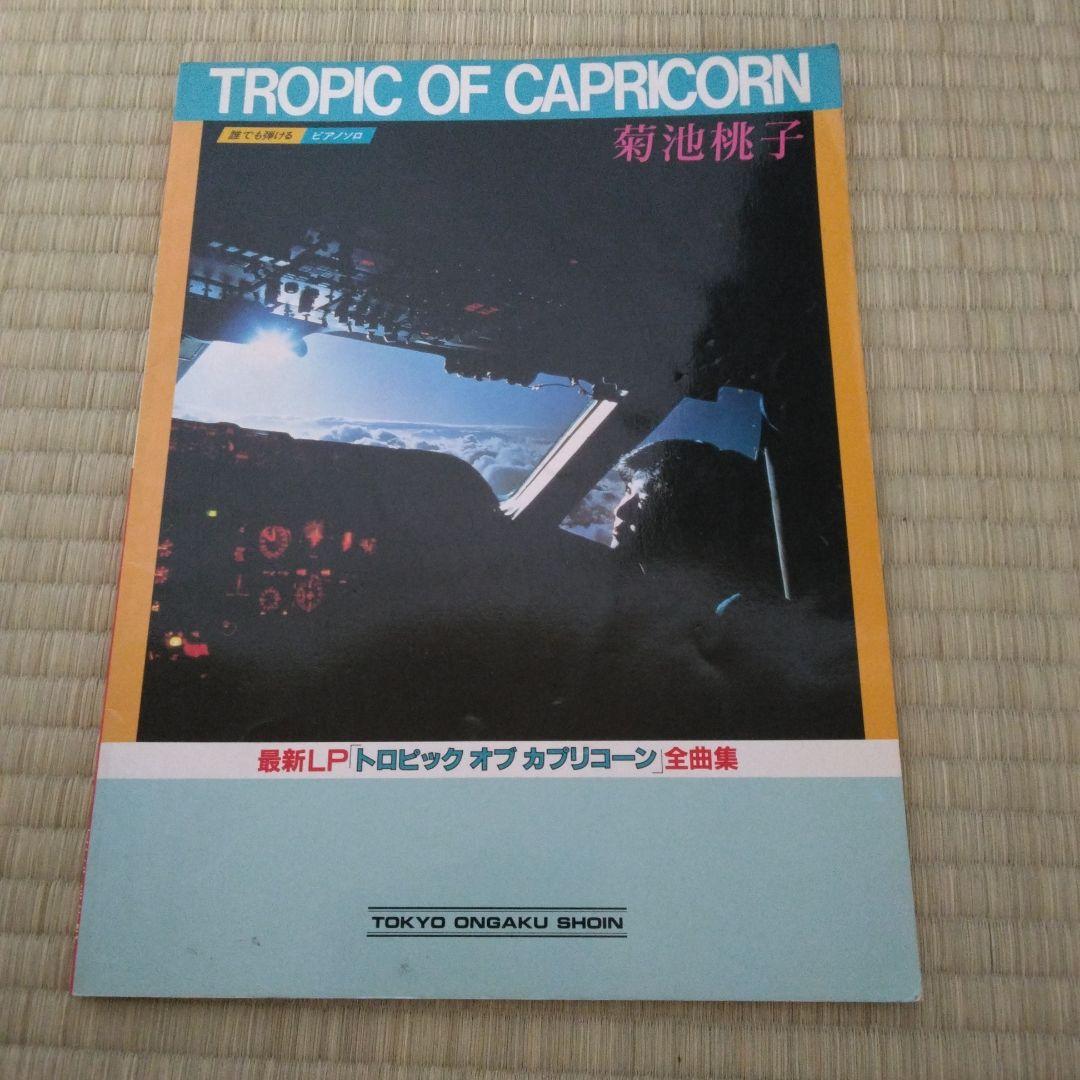 TROPIC OF CAPRICORN
誰でも弾ける ピアノソロ
菊池桃子
最新LP「トロピック オブ カプリコーン」全曲集
TOKYO ONGAKU SHOIN